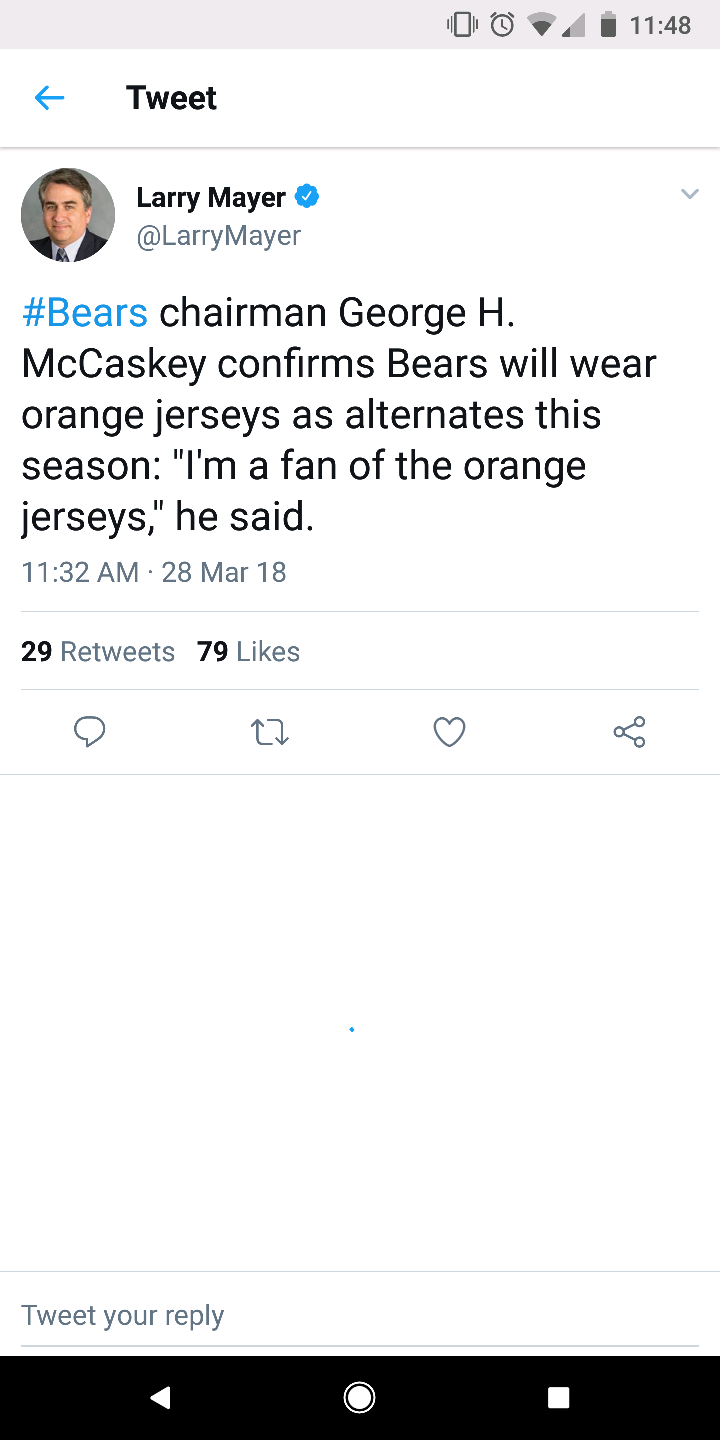 11:48
Tweet
Larry Mayer
@LarryMayer
#Bears chairman George H.
McCaskey confirms Bears will wear
orange jerseys as alternates this
season: "I'm a fan of the orange
jerseys," he said.
11:32 AM · 28 Mar 18
29 Retweets 79 Likes
Tweet your reply